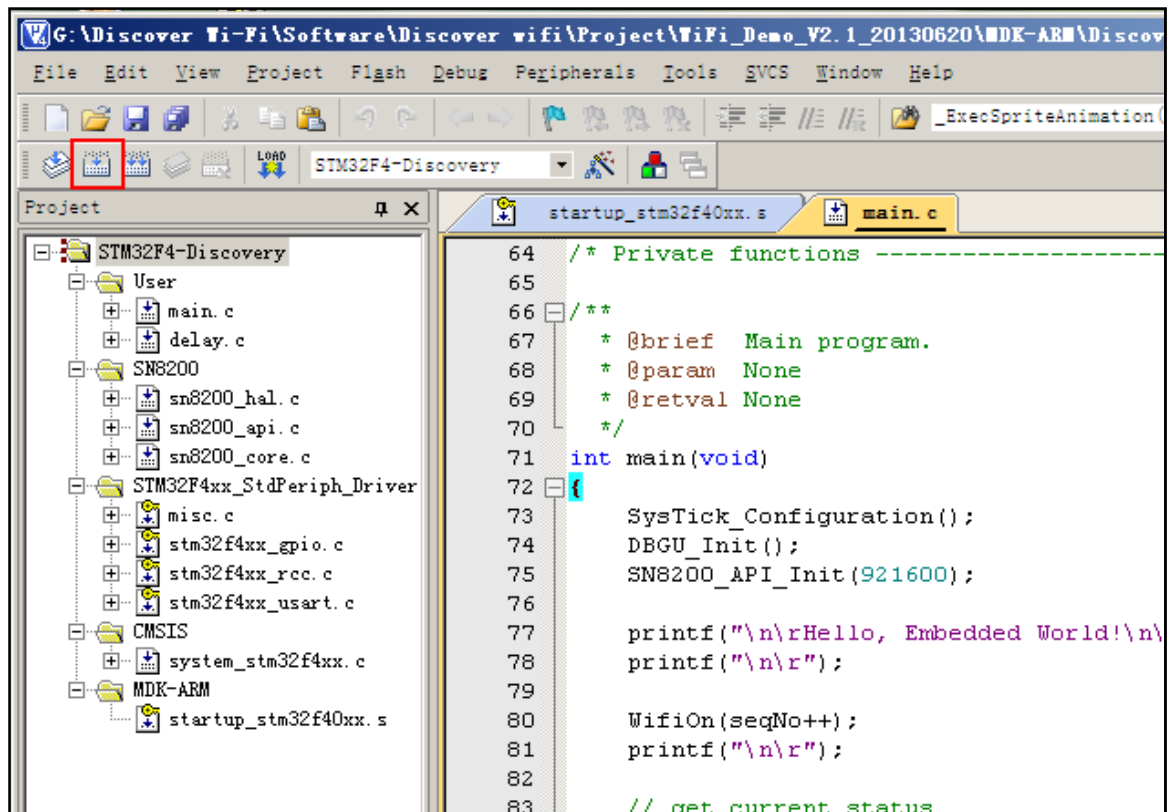 G:\Discover Wi-Fi\Software\Discover wifi\Project\WiFi_Demo_V2.1_20130620\MDK-ARM\Discov
File Edit View Project Flash Debug Peripherals Tools SVCS Window Help
_ExecSpriteAnimation(
LOAD STM32F4-Discovery
Project
startup_stm32f40xx.s main.c
STM32F4-Discovery
User
main.c
delay.c
SN8200
sn8200_hal.c
sn8200_api.c
sn8200_core.c
STM32F4xx_StdPeriph_Driver
misc.c
stm32f4xx_gpio.c
stm32f4xx_rcc.c
stm32f4xx_usart.c
CMSIS
system_stm32f4xx.c
MDK-ARM
startup_stm32f40xx.s
64 /* Private functions --------------------
65
66 /**
67 * @brief Main program.
68 * @param None
69 * @retval None
70 */
71 int main(void)
72 {
73 SysTick_Configuration();
74 DBGU_Init();
75 SN8200_API_Init(921600);
76
77 printf("\n\rHello, Embedded World!\n\
78 printf("\n\r");
79
80 WifiOn(seqNo++);
81 printf("\n\r");
82
83 // get current status